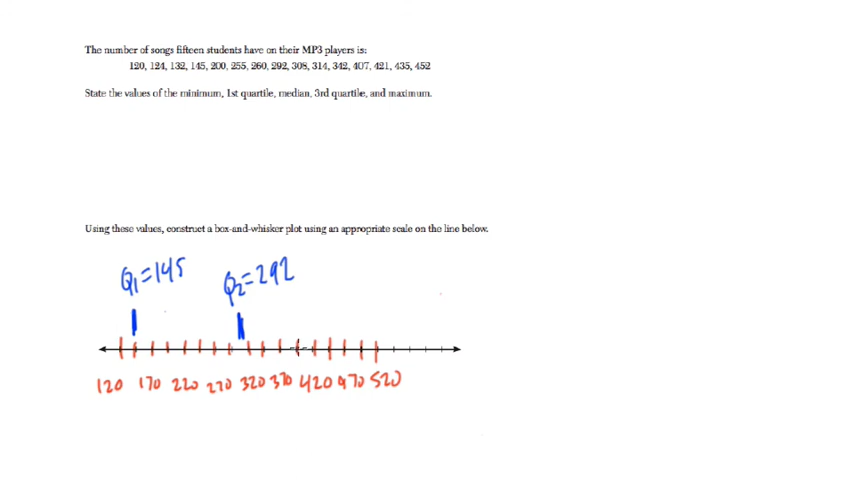 The number of songs fifteen students have on their MP3 players is:
120, 124, 132, 145, 200, 255, 260, 292, 308, 314, 342, 407, 421, 435, 452
State the values of the minimum, 1st quartile, median, 3rd quartile, and maximum.
Using these values, construct a box-and-whisker plot using an appropriate scale on the line below.
Q1=145 Q2=292
120 170 220 270 320 370 420 470 520